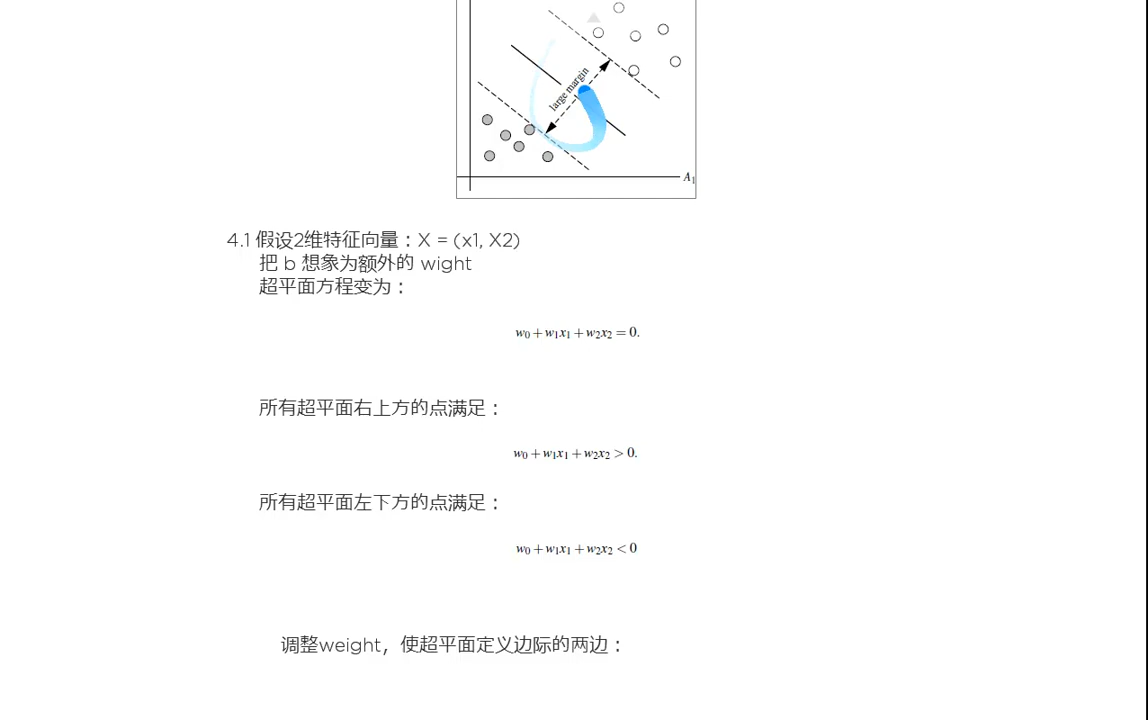 large margin
A₁
4.1 假设2维特征向量：X = (x1, X2)
把 b 想象为额外的 wight
超平面方程变为：
w₀ + w₁x₁ + w₂x₂ = 0.
所有超平面右上方的点满足：
w₀ + w₁x₁ + w₂x₂ > 0.
所有超平面左下方的点满足：
w₀ + w₁x₁ + w₂x₂ < 0
调整weight，使超平面定义边际的两边：